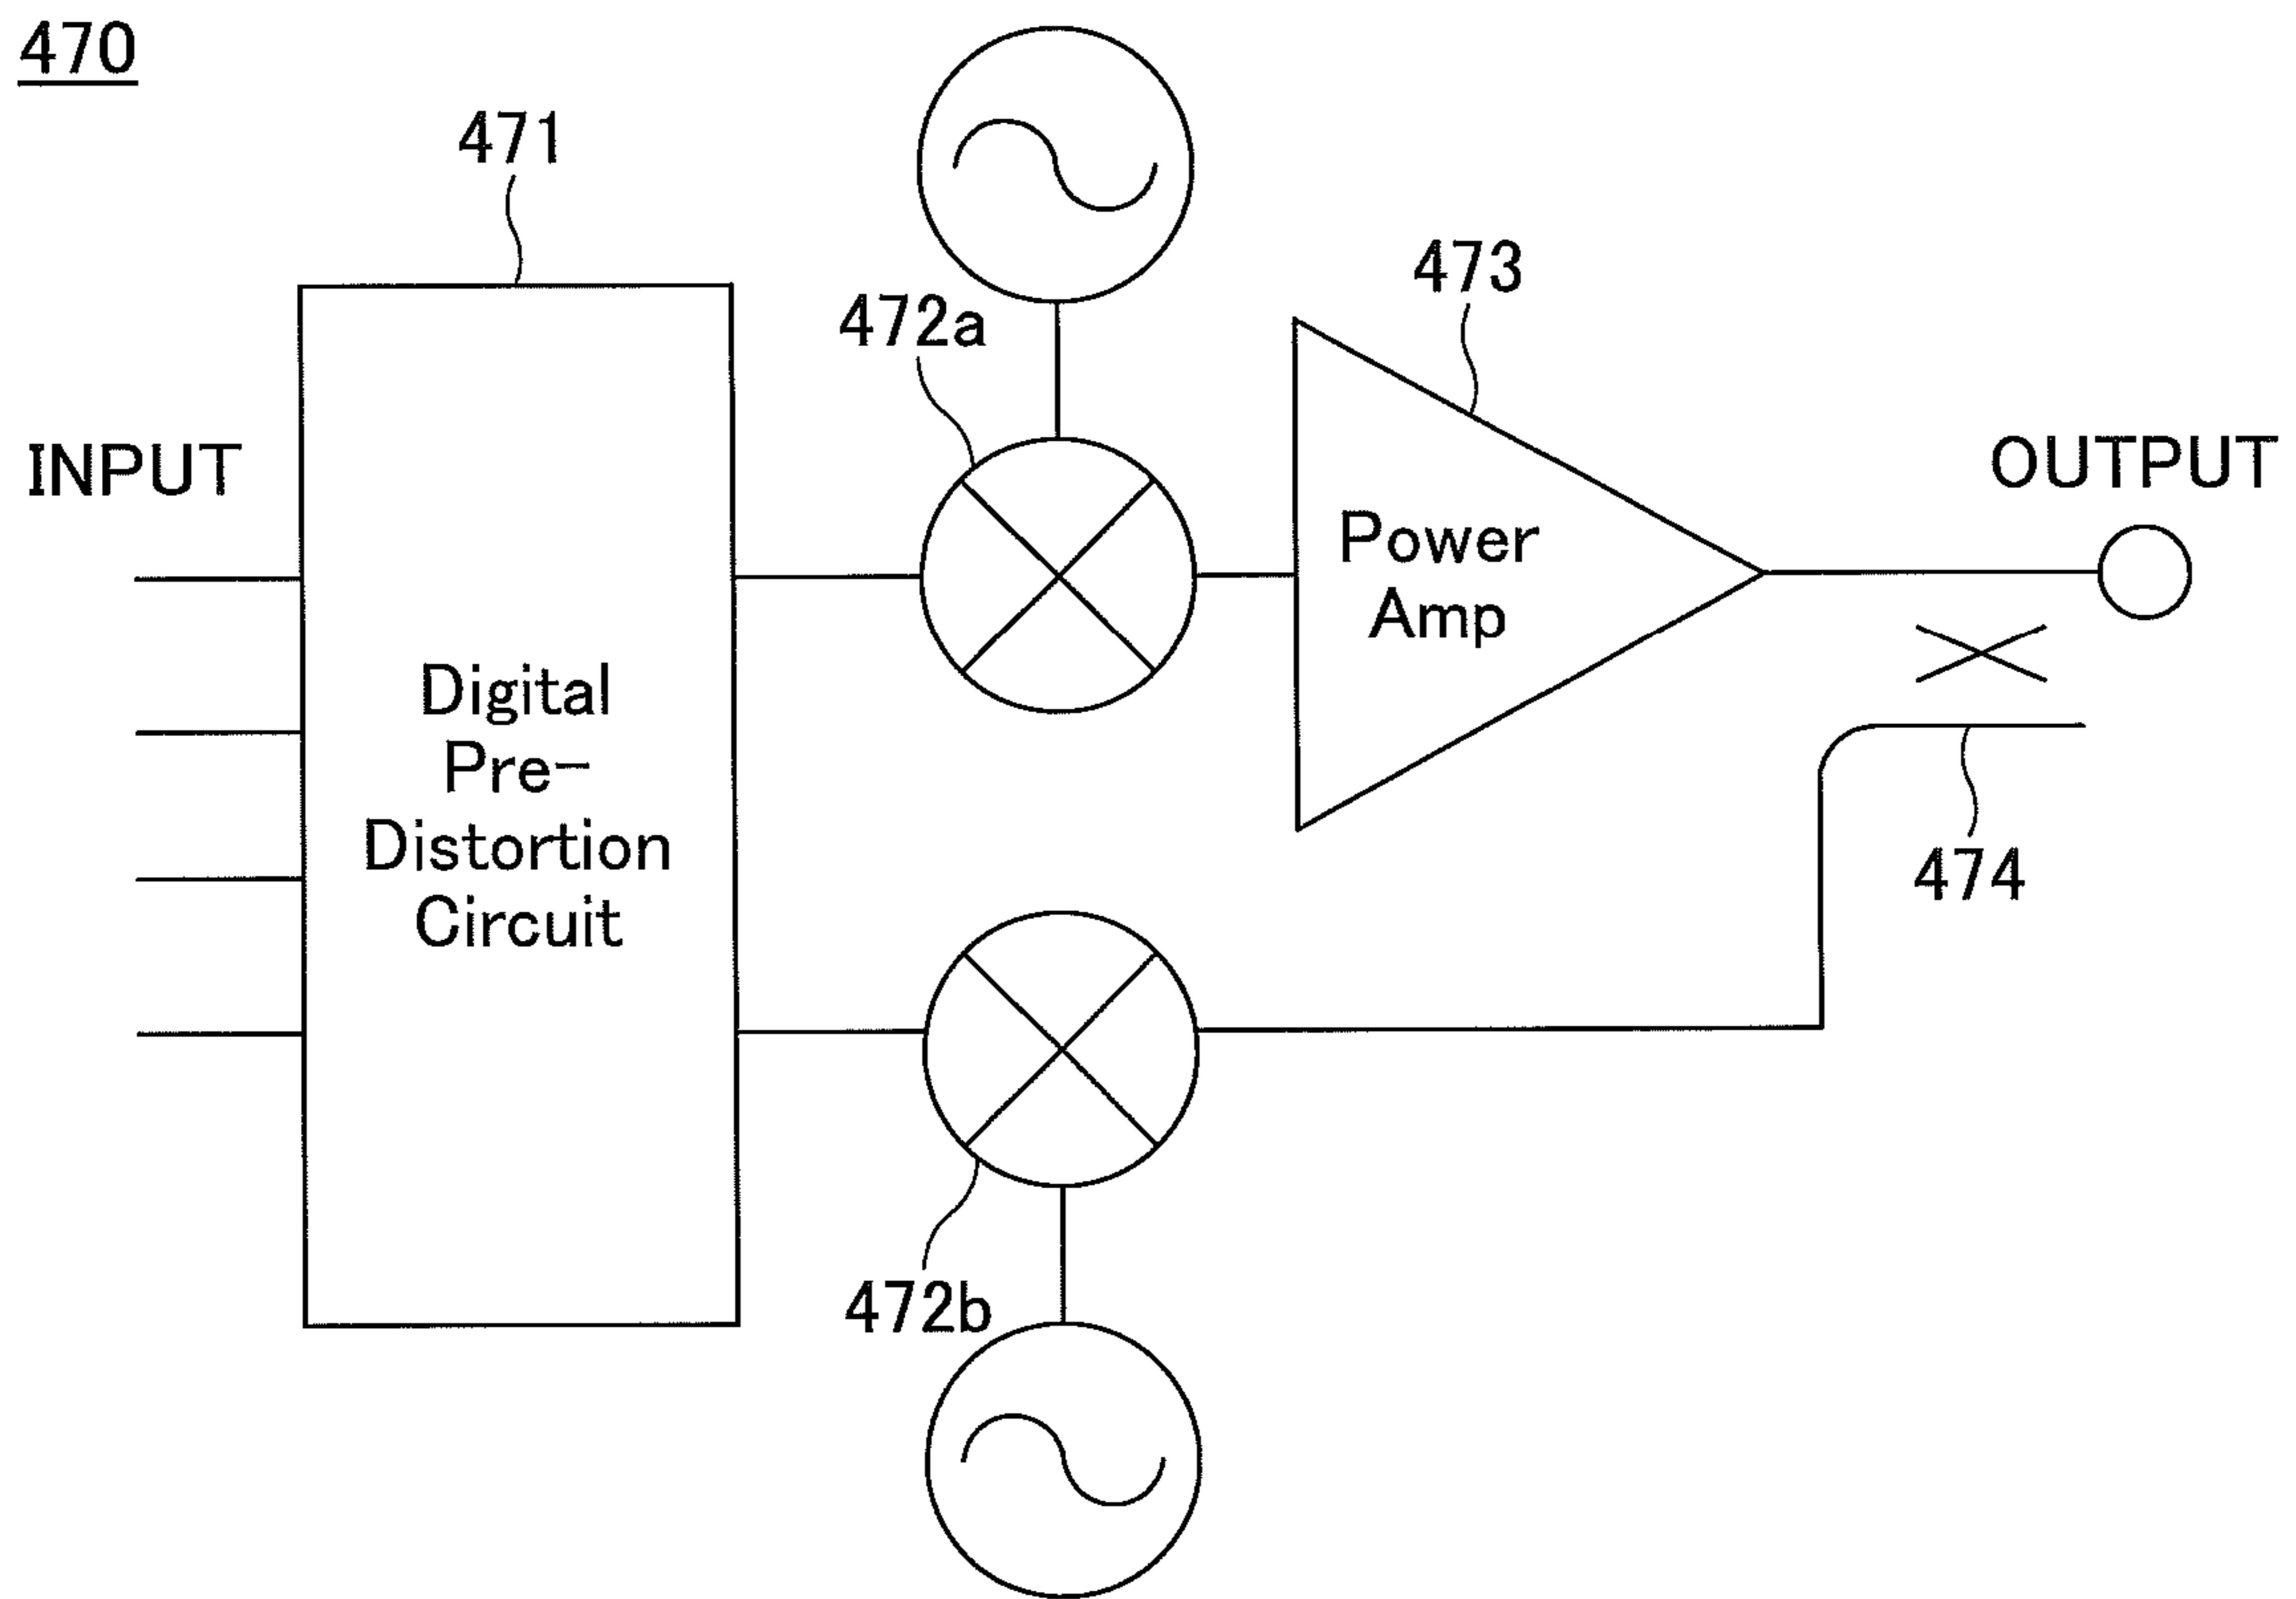 470
471
472a
473
INPUT
OUTPUT
Power
Amp
Digital
Pre-
Distortion
Circuit
474
472b